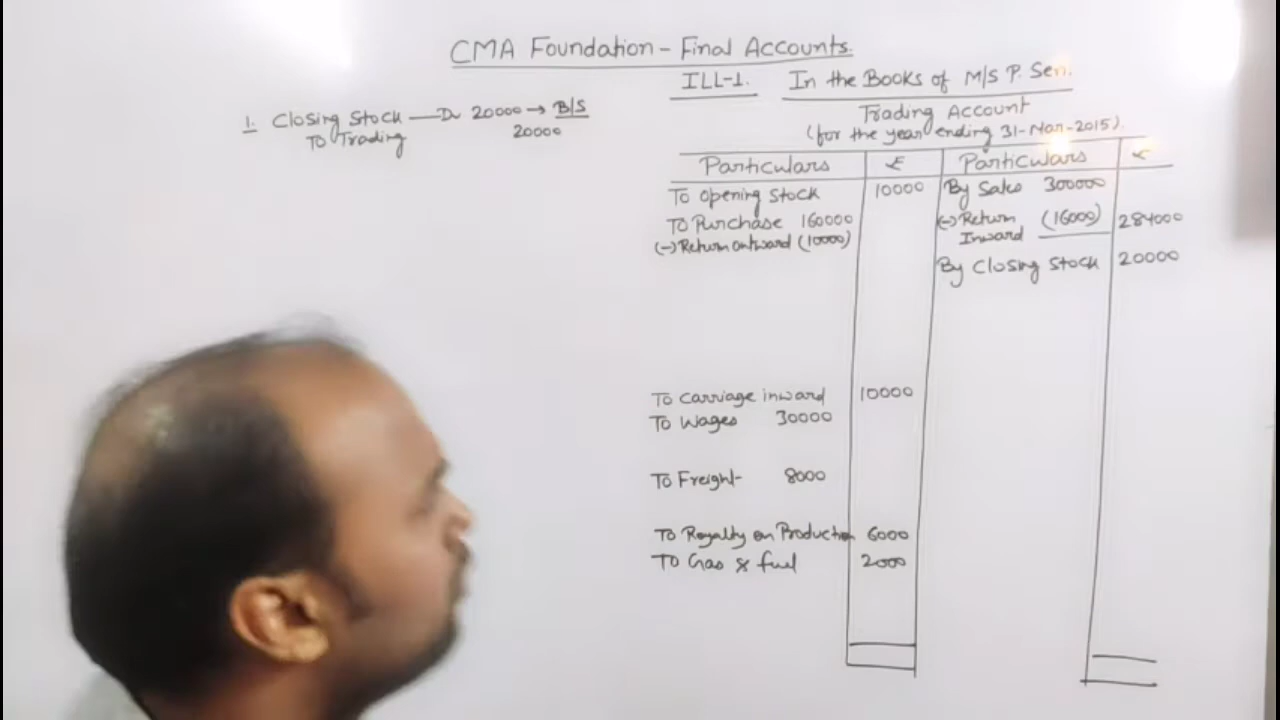 CMA Foundation - Final Accounts.
ILL-1. In the Books of M/S P. Sen.
1. Closing Stock — Dr 20000 → B/S
To Trading 20000
Trading Account
(for the year ending 31-Mar-2015).
Particulars ₹ Particulars ₹
To opening stock 10000 By Sales 300000
To Purchase 160000 (-) Return (16000) 284000
(-) Return outward (10000) Inward
By Closing stock 20000
To Carriage inward 10000
To Wages 30000
To Freight- 8000
To Royalty on Production 6000
To Gas & fuel 2000